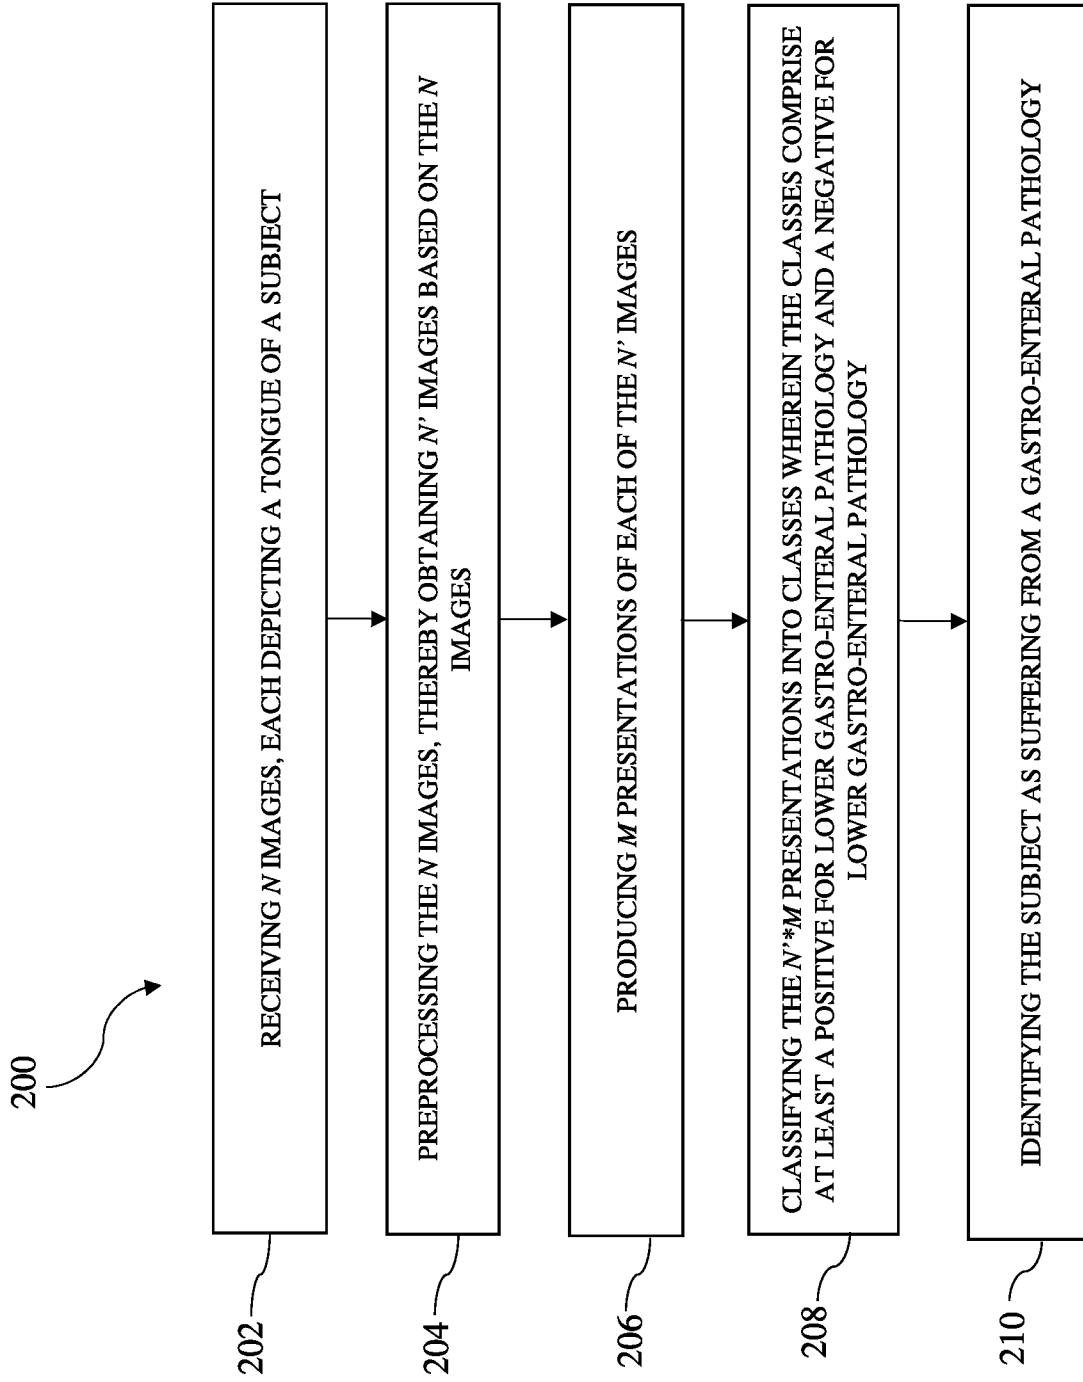 200
202
RECEIVING N IMAGES, EACH DEPICTING A TONGUE OF A SUBJECT
204
PREPROCESSING THE N IMAGES, THEREBY OBTAINING N' IMAGES BASED ON THE N
IMAGES
206
PRODUCING M PRESENTATIONS OF EACH OF THE N' IMAGES
208
CLASSIFYING THE N'*M PRESENTATIONS INTO CLASSES WHEREIN THE CLASSES COMPRISE
AT LEAST A POSITIVE FOR LOWER GASTRO-ENTERAL PATHOLOGY AND A NEGATIVE FOR
LOWER GASTRO-ENTERAL PATHOLOGY
210
IDENTIFYING THE SUBJECT AS SUFFERING FROM A GASTRO-ENTERAL PATHOLOGY